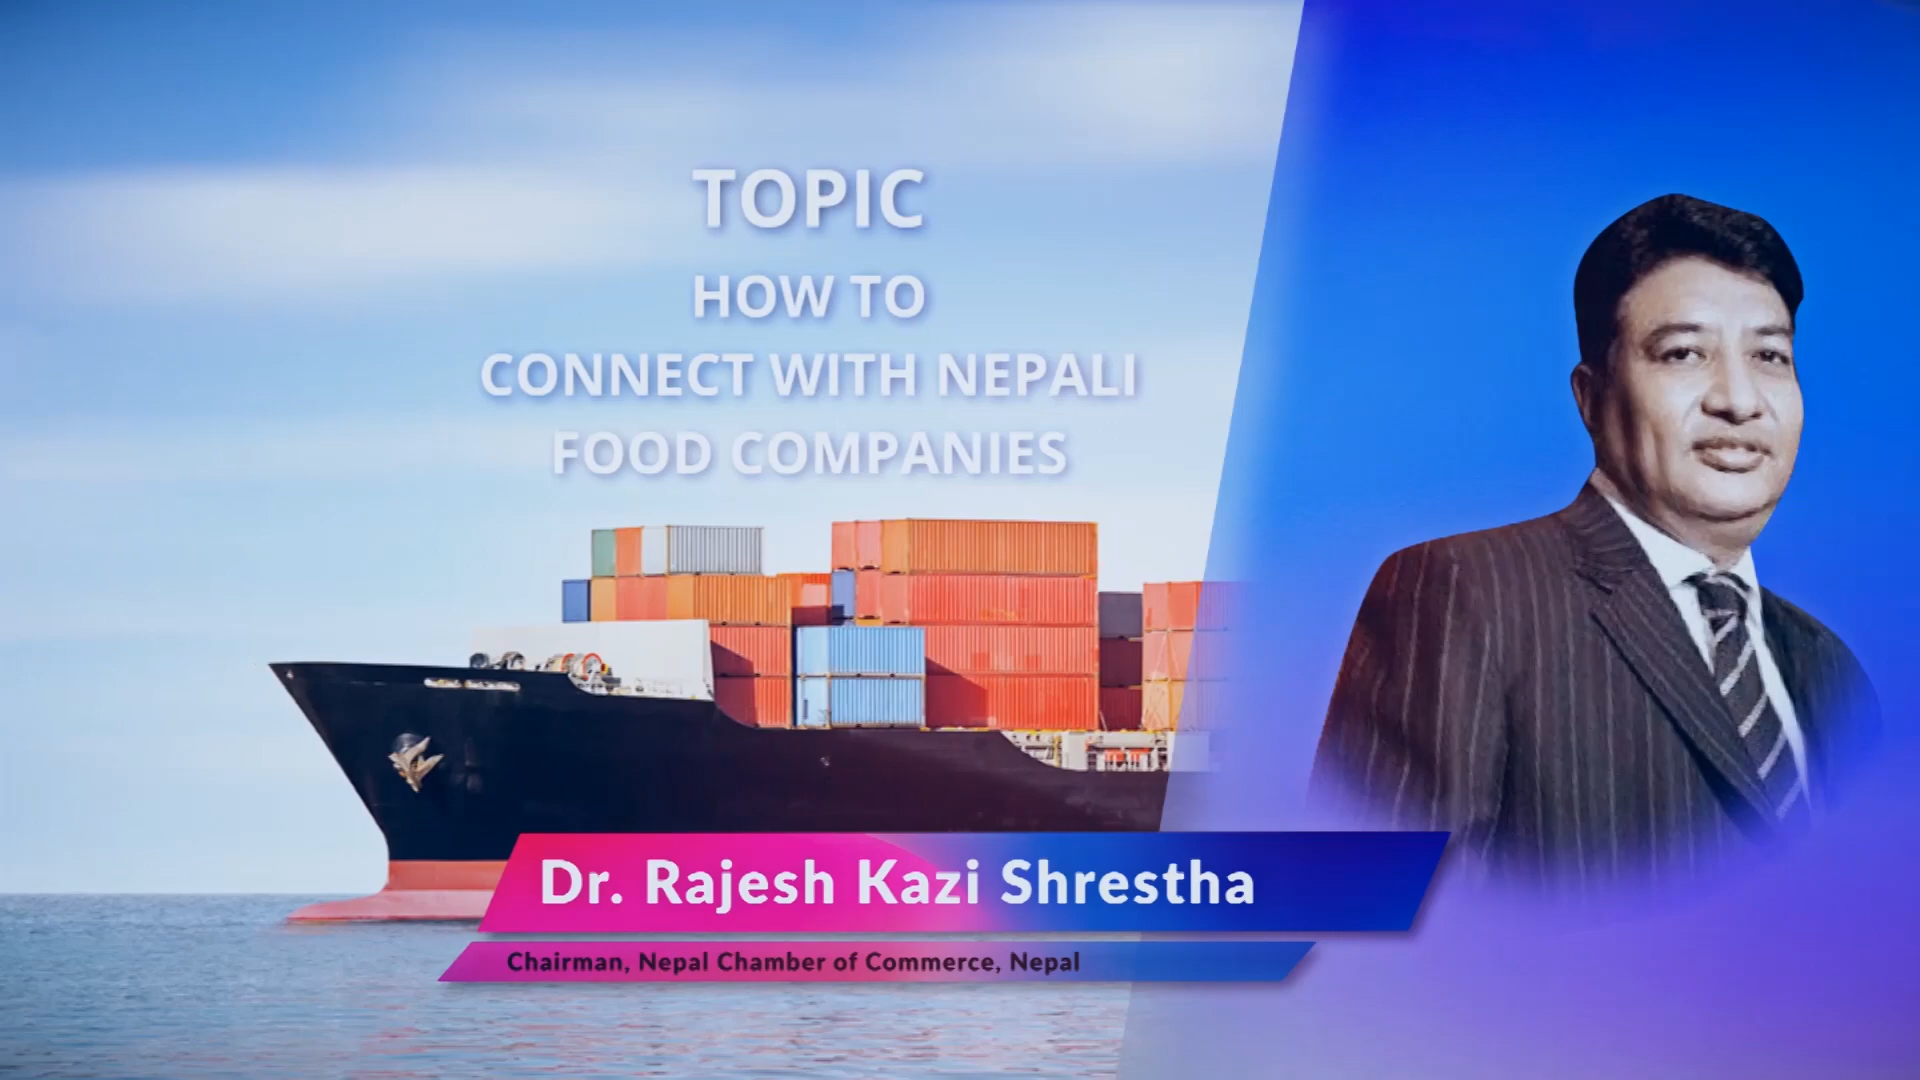 TOPIC
HOW TO
CONNECT WITH NEPALI
FOOD COMPANIES
Dr. Rajesh Kazi Shrestha
Chairman, Nepal Chamber of Commerce, Nepal